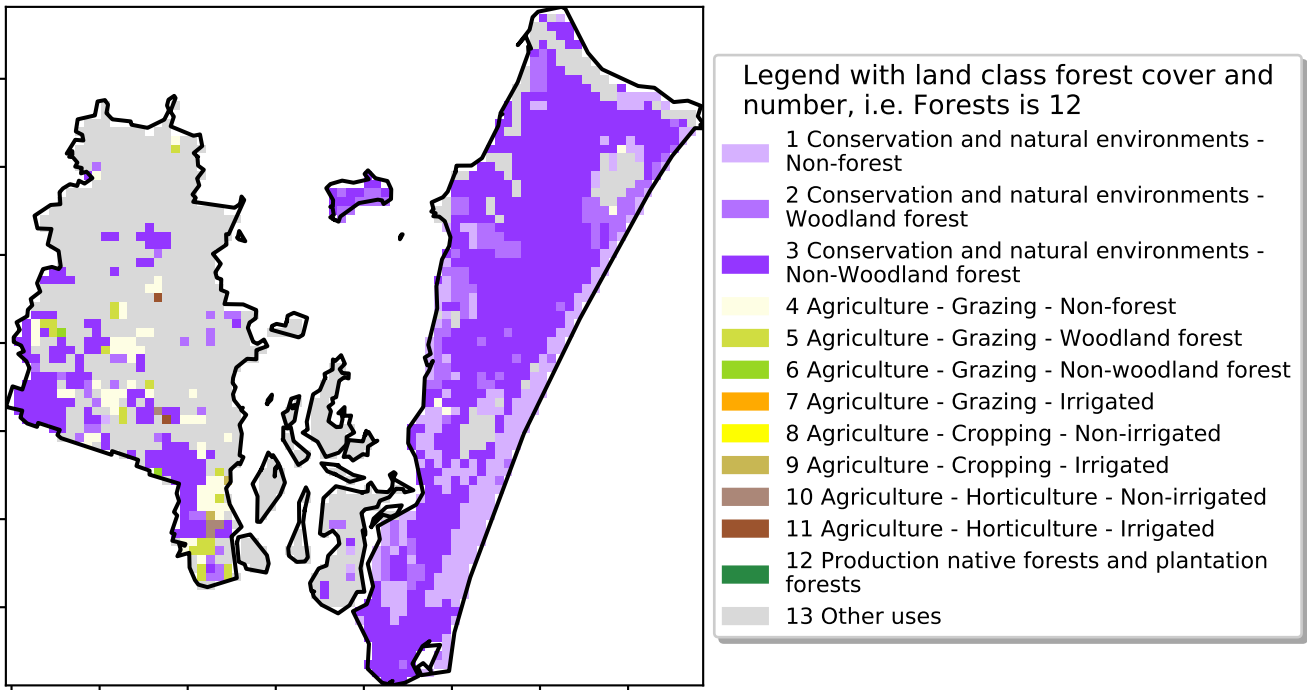 Legend with land class forest cover and
number, i.e. Forests is 12
1 Conservation and natural environments -
Non-forest
2 Conservation and natural environments -
Woodland forest
3 Conservation and natural environments -
Non-Woodland forest
4 Agriculture - Grazing - Non-forest
5 Agriculture - Grazing - Woodland forest
6 Agriculture - Grazing - Non-woodland forest
7 Agriculture - Grazing - Irrigated
8 Agriculture - Cropping - Non-irrigated
9 Agriculture - Cropping - Irrigated
10 Agriculture - Horticulture - Non-irrigated
11 Agriculture - Horticulture - Irrigated
12 Production native forests and plantation
forests
13 Other uses